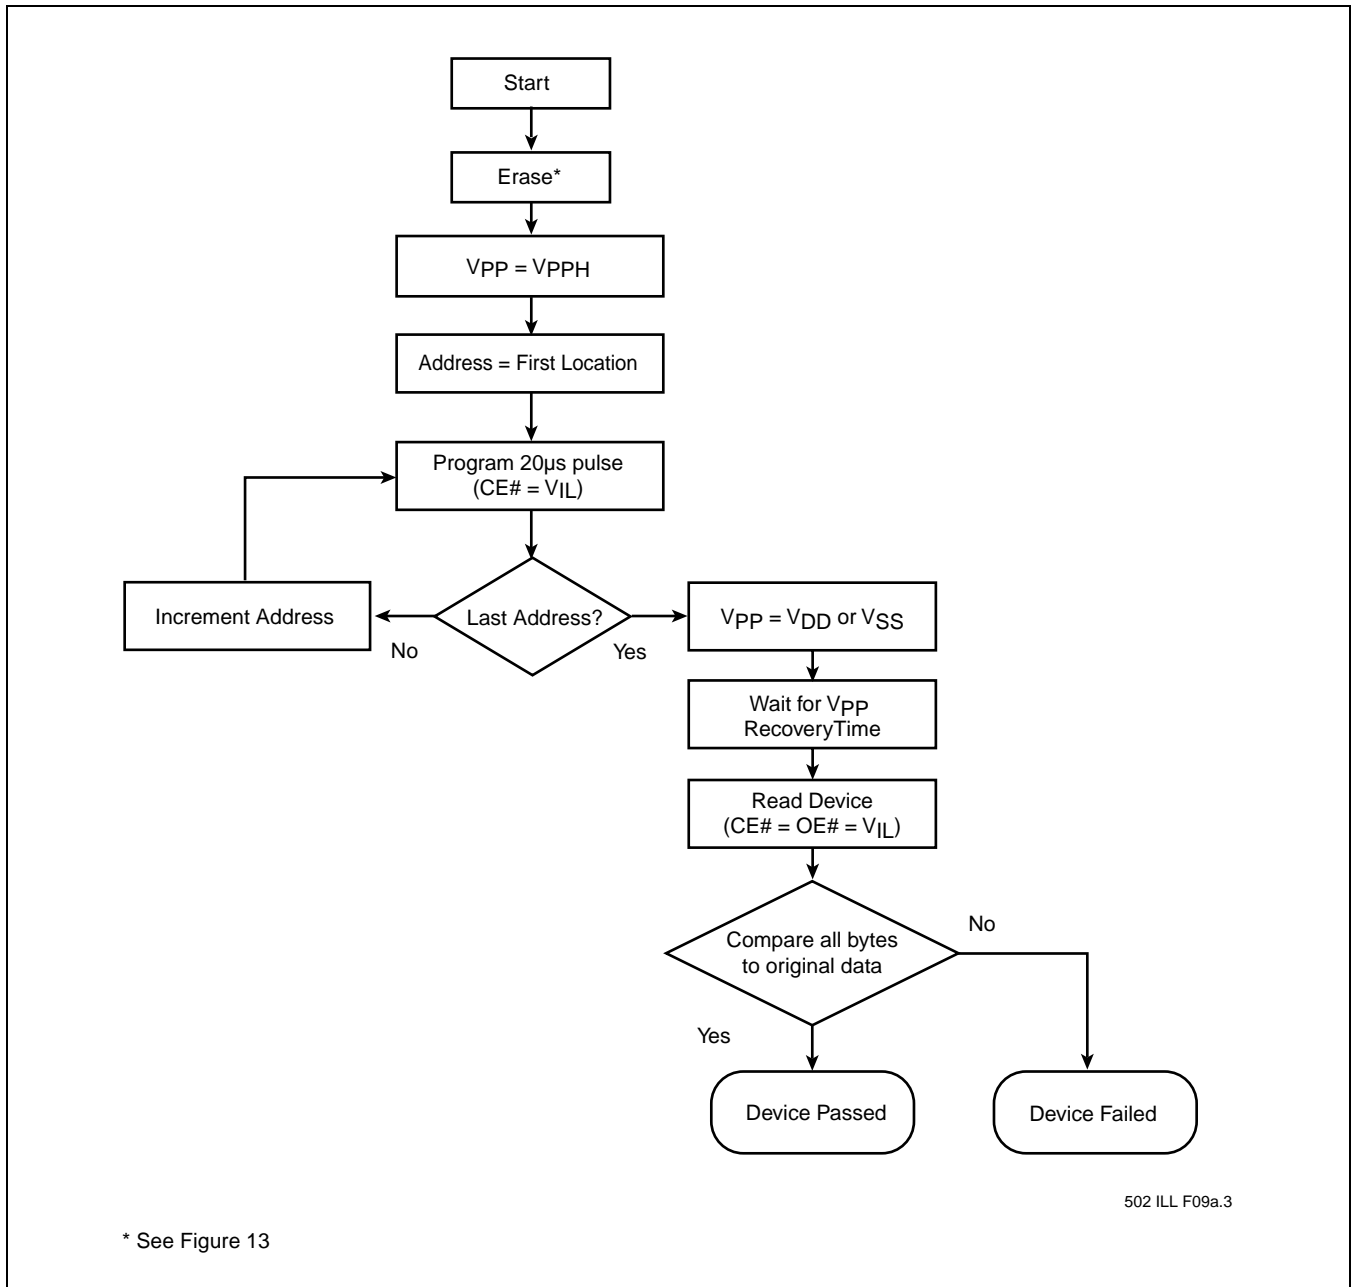 Start
Erase*
VPP = VPPH
Address = First Location
Program 20µs pulse
(CE# = VIL)
Increment Address
No
Last Address?
Yes
VPP = VDD or VSS
Wait for VPP
RecoveryTime
Read Device
(CE# = OE# = VIL)
Compare all bytes
to original data
No
Yes
Device Passed
Device Failed
502 ILL F09a.3
* See Figure 13